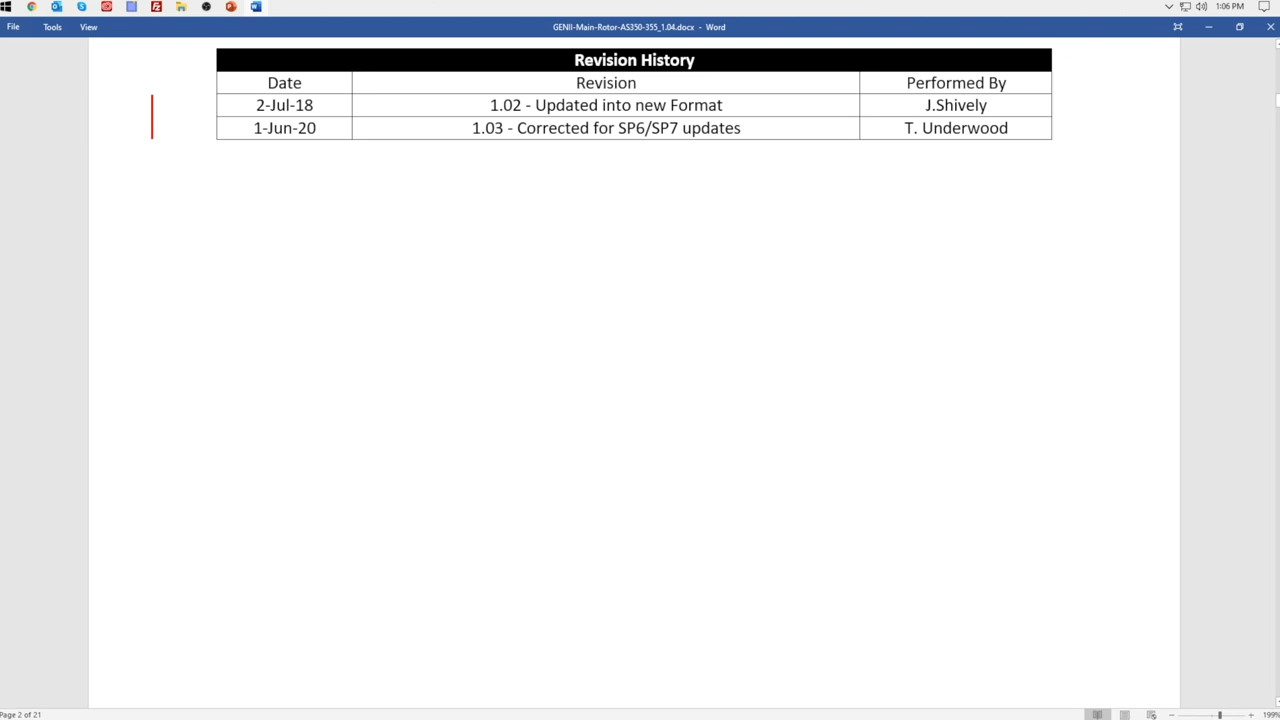 1:06 PM
File Tools View GENII-Main-Rotor-AS350-355_1.04.docx - Word
Revision History
Date Revision Performed By
2-Jul-18 1.02 - Updated into new Format J.Shively
1-Jun-20 1.03 - Corrected for SP6/SP7 updates T. Underwood
Page 2 of 21 199%